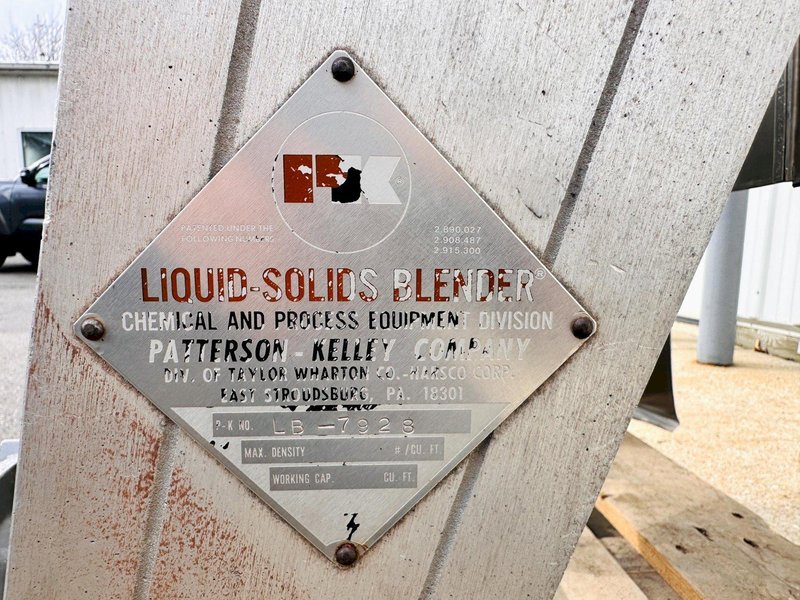 PK ®
PATENTED UNDER THE
FOLLOWING NUMBERS
2,890,027
2,908,487
2,915,300
LIQUID-SOLIDS BLENDER®
CHEMICAL AND PROCESS EQUIPMENT DIVISION
PATTERSON-KELLEY COMPANY
DIV. OF TAYLOR WHARTON CO.-HARSCO CORP.
EAST STROUDSBURG, PA. 18301
P-K NO. LB-7928
MAX. DENSITY #/CU. FT.
WORKING CAP. CU. FT.